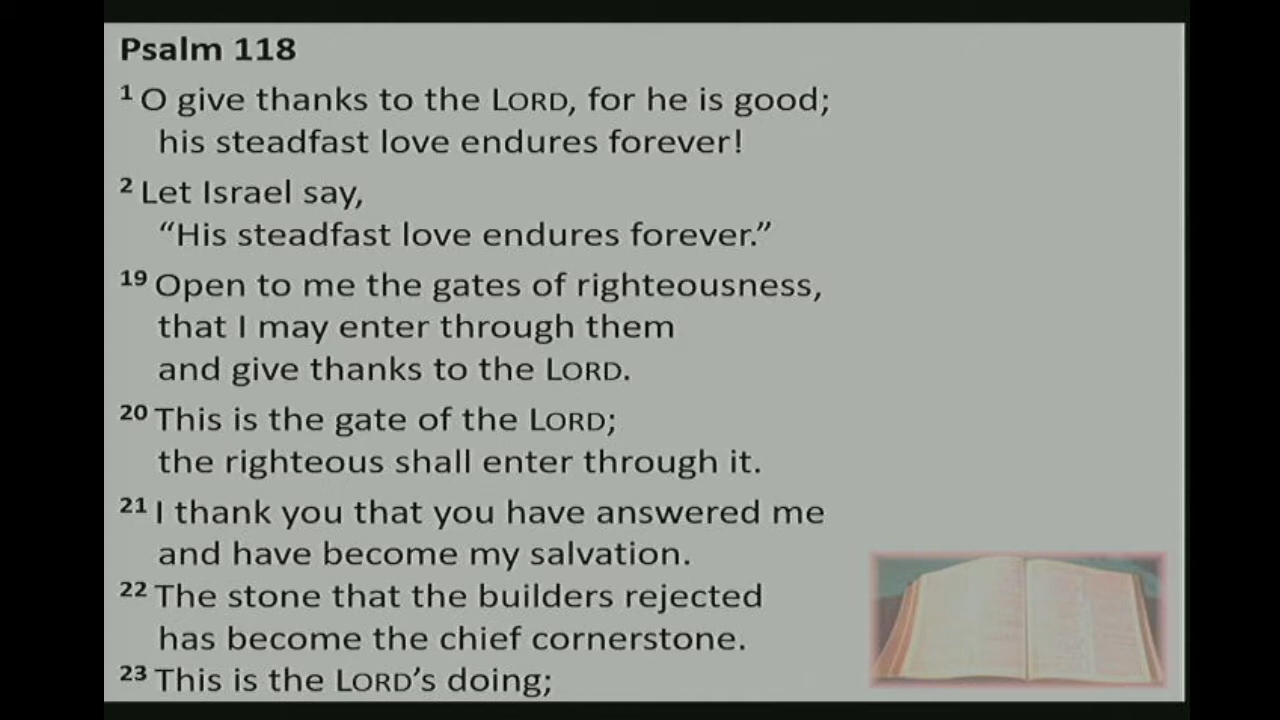 Psalm 118
1 O give thanks to the LORD, for he is good;
his steadfast love endures forever!
2 Let Israel say,
“His steadfast love endures forever.”
19 Open to me the gates of righteousness,
that I may enter through them
and give thanks to the LORD.
20 This is the gate of the LORD;
the righteous shall enter through it.
21 I thank you that you have answered me
and have become my salvation.
22 The stone that the builders rejected
has become the chief cornerstone.
23 This is the LORD’s doing;